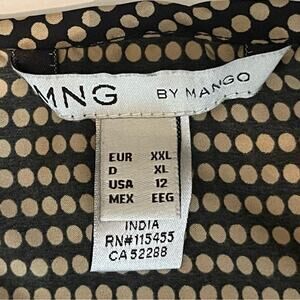 MNG BY MANGO
EUR XXL
D XL
USA 12
MEX EEG
INDIA
RN#115455
CA 52288